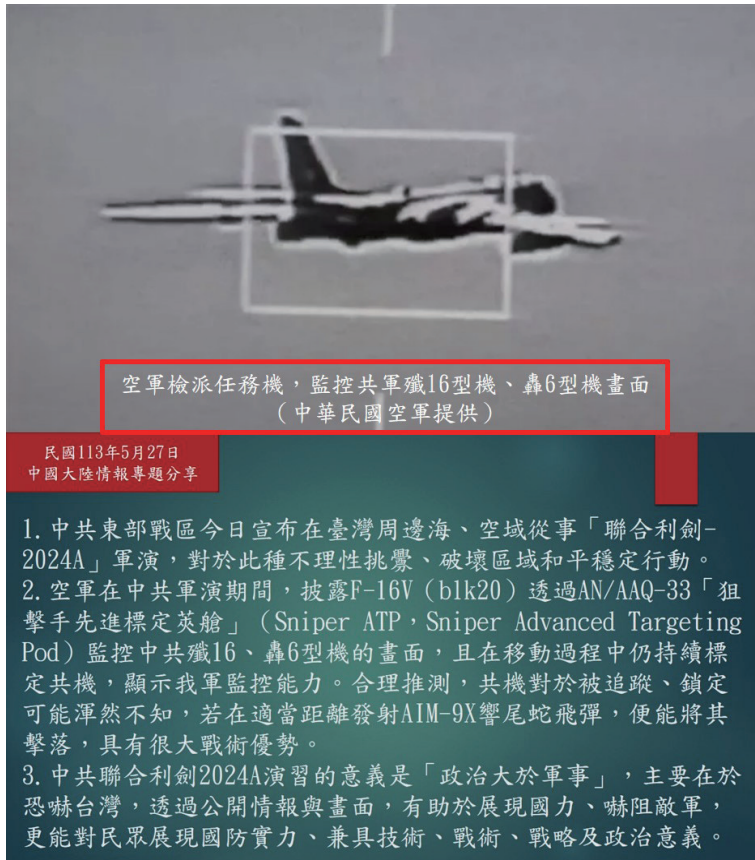 空軍檢派任務機，監控共軍殲16型機、轟6型機畫面
（中華民國空軍提供）
民國113年5月27日
中國大陸情報專題分享
1.中共東部戰區今日宣布在臺灣周邊海、空域從事「聯合利劍-
2024A」軍演，對於此種不理性挑釁、破壞區域和平穩定行動。
2.空軍在中共軍演期間，披露F-16V（blk20）透過AN/AAQ-33「狙
擊手先進標定莢艙」（Sniper ATP，Sniper Advanced Targeting
Pod）監控中共殲16、轟6型機的畫面，且在移動過程中仍持續標
定共機，顯示我軍監控能力。合理推測，共機對於被追蹤、鎖定
可能渾然不知，若在適當距離發射AIM-9X響尾蛇飛彈，便能將其
擊落，具有很大戰術優勢。
3.中共聯合利劍2024A演習的意義是「政治大於軍事」，主要在於
恐嚇台灣，透過公開情報與畫面，有助於展現國力、嚇阻敵軍，
更能對民眾展現國防實力、兼具技術、戰術、戰略及政治意義。